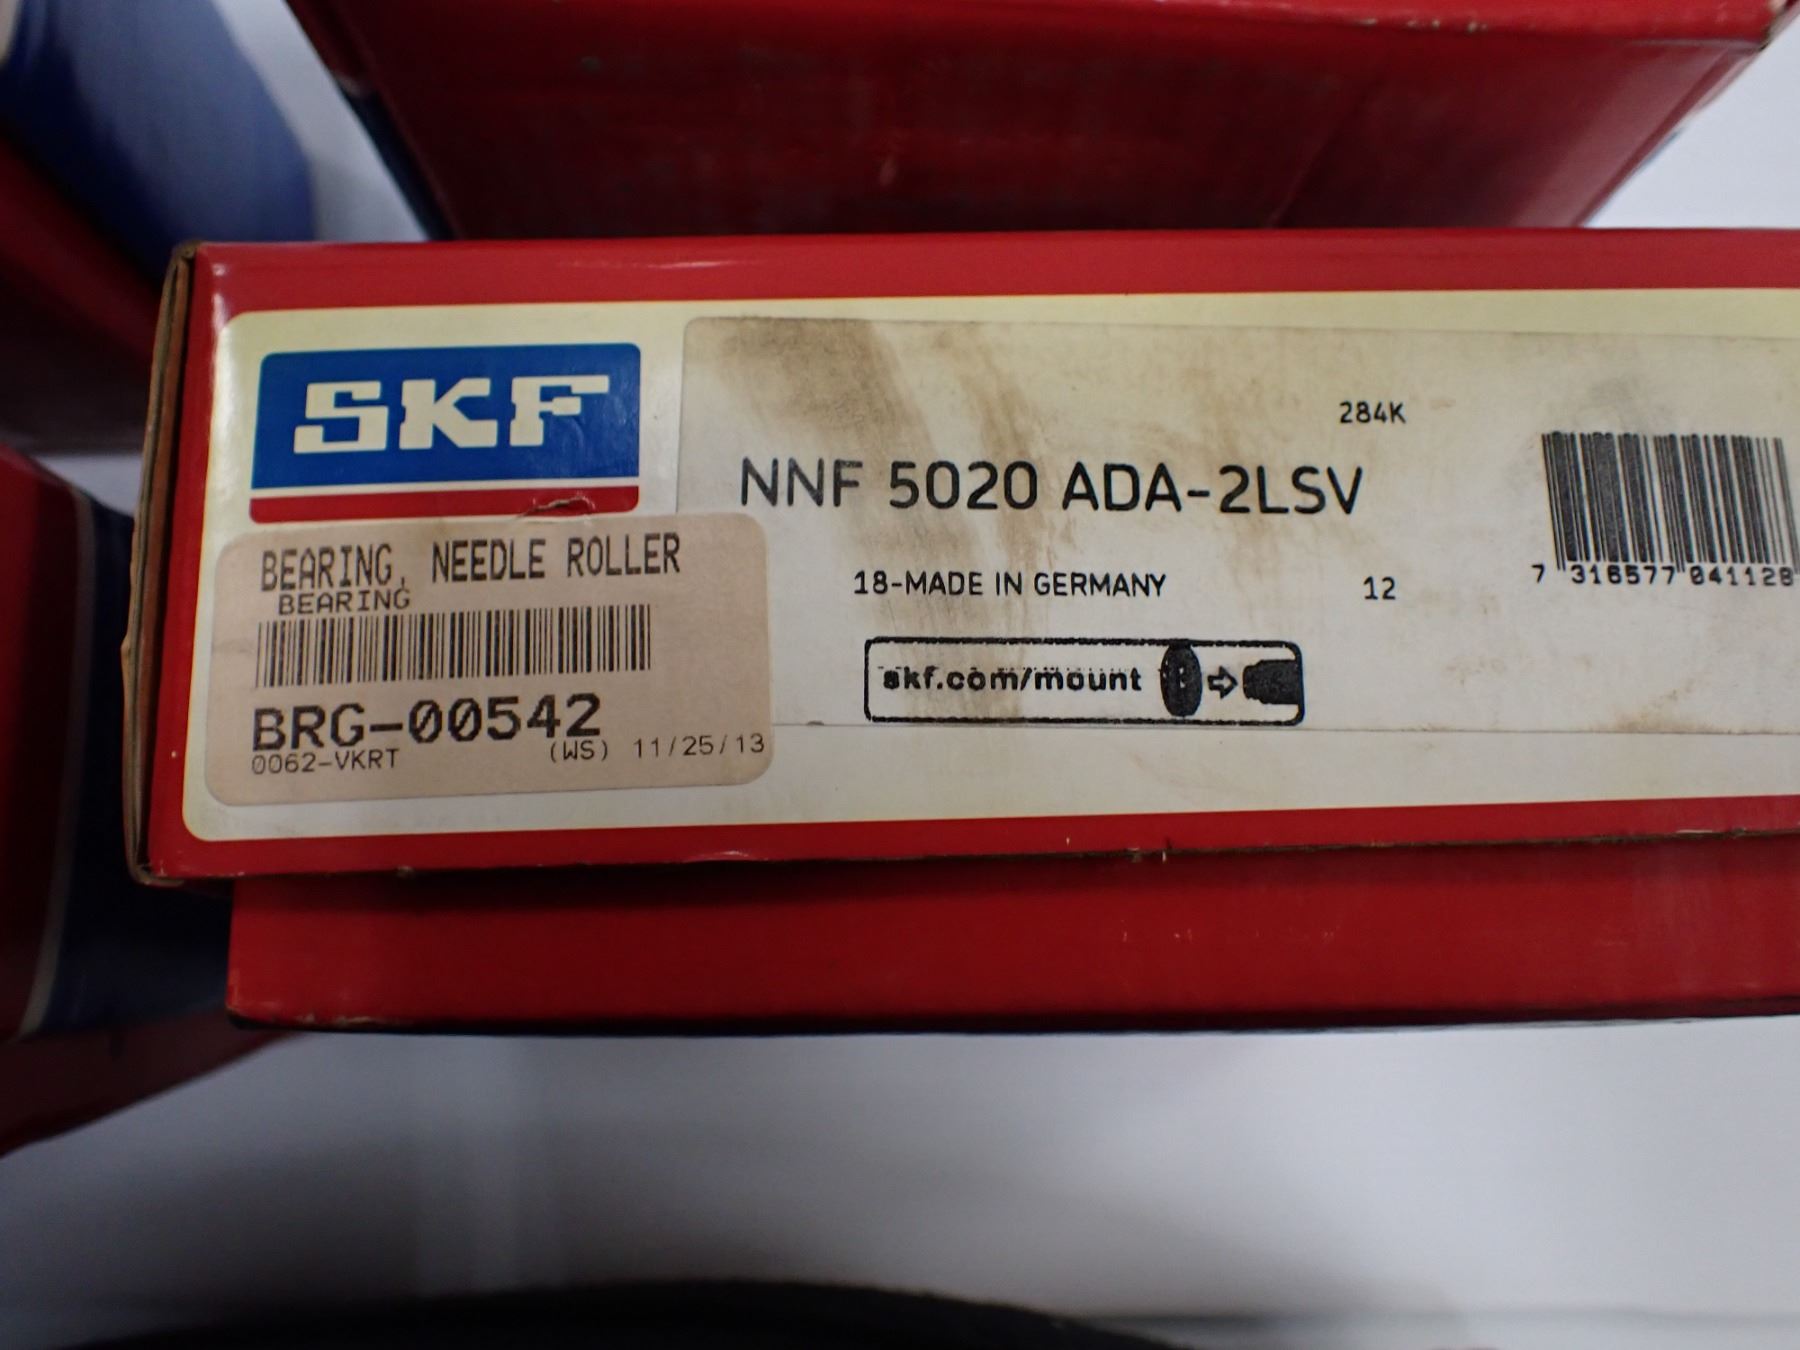 SKF
284K
NNF 5020 ADA-2LSV
7 316577 041128
18-MADE IN GERMANY
12
skf.com/mount
BEARING, NEEDLE ROLLER
BEARING
BRG-00542
0062-VKRT (WS) 11/25/13